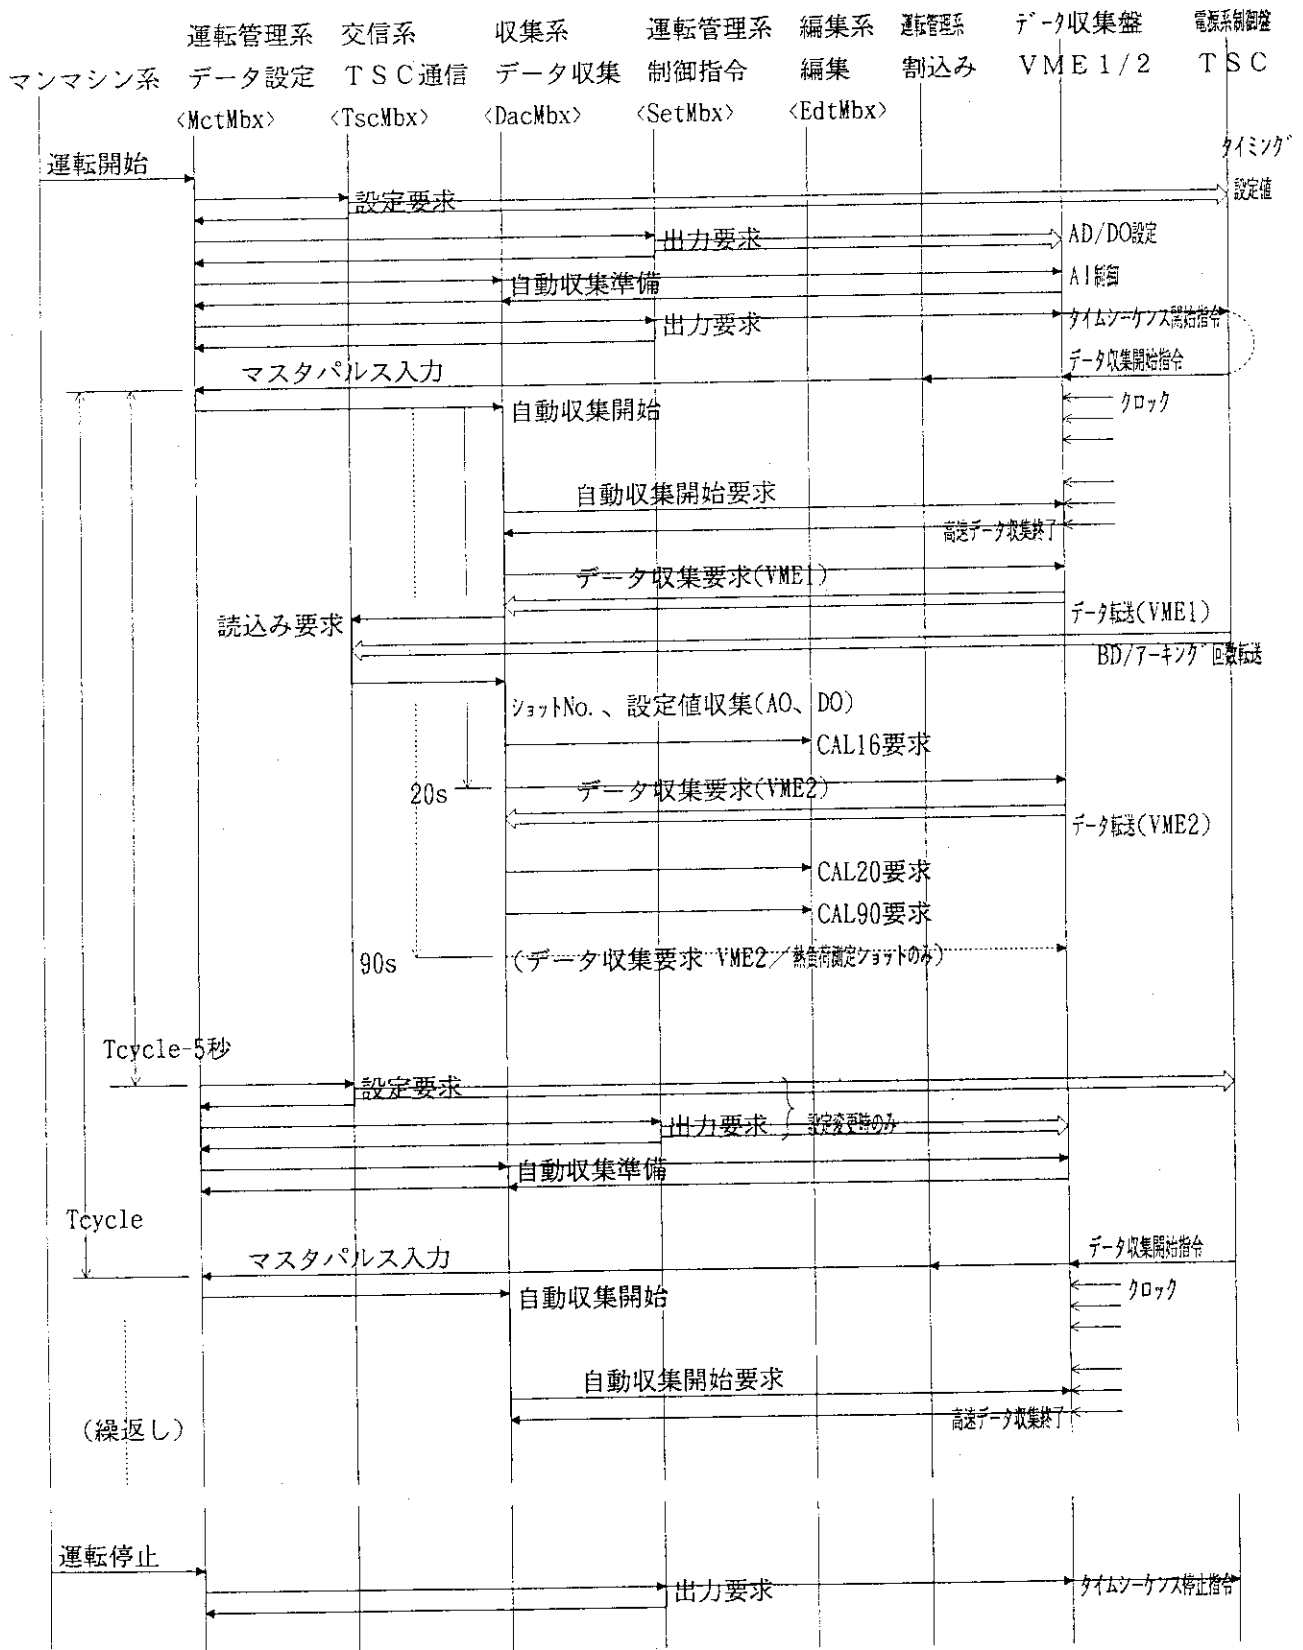 運転管理系 交信系 収集系 運転管理系 編集系 運転管理系 データ収集盤 電源系制御盤
マンマシン系 データ設定 TSC通信 データ収集 制御指令 編集 割込み VME1/2 TSC
<MctMbx> <TscMbx> <DacMbx> <SetMbx> <EdtMbx>
運転開始
タイミング
設定要求
設定値
出力要求
AD/DO設定
自動収集準備
AI制御
出力要求
タイムシーケンス開始指令
マスタパルス入力
データ収集開始指令
自動収集開始
クロック
自動収集開始要求
高速データ収集終了
データ収集要求(VME1)
データ転送(VME1)
読込み要求
BD/アーキング回数転送
ショットNo.、設定値収集(AO、DO)
CAL16要求
20s
データ収集要求(VME2)
データ転送(VME2)
CAL20要求
CAL90要求
90s
(データ収集要求 VME2/熱負荷測定ショットのみ)
Tcycle-5秒
設定要求
出力要求
設定変更時のみ
自動収集準備
Tcycle
マスタパルス入力
データ収集開始指令
自動収集開始
クロック
自動収集開始要求
高速データ収集終了
(繰返し)
運転停止
出力要求
タイムシーケンス停止指令